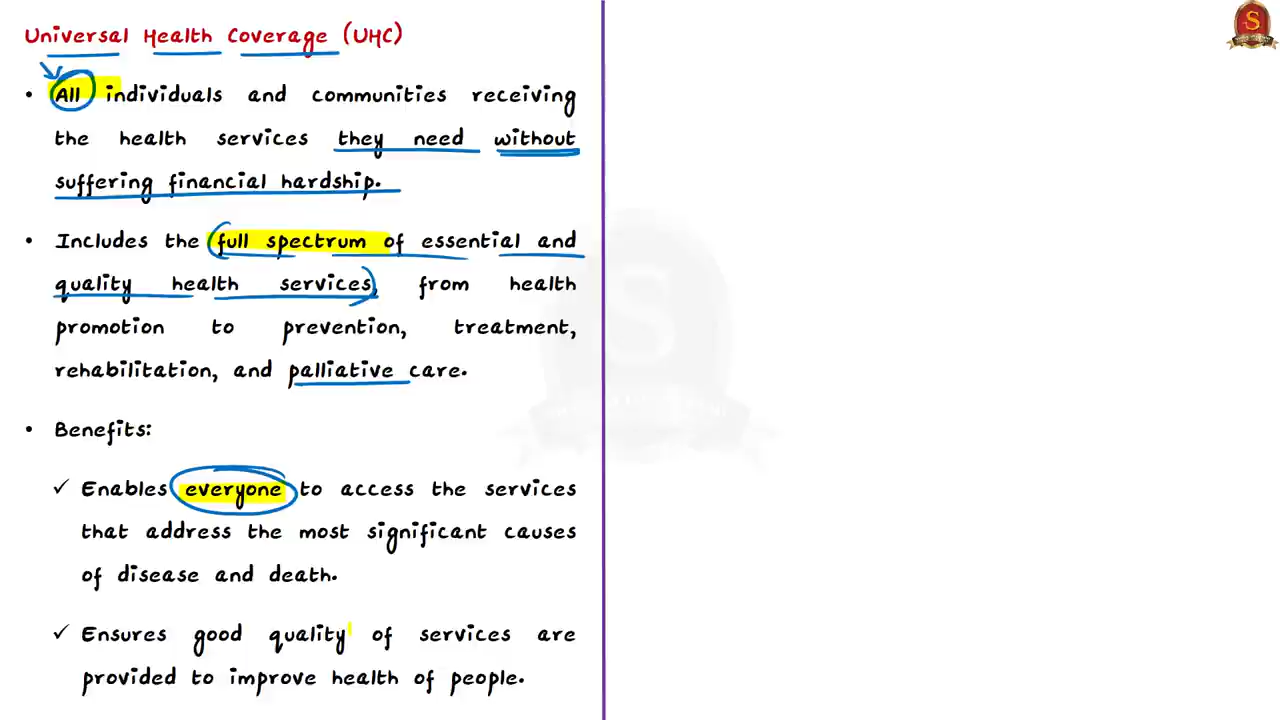 Universal Health Coverage (UHC)
• All individuals and communities receiving
the health services they need without
suffering financial hardship.
• Includes the full spectrum of essential and
quality health services, from health
promotion to prevention, treatment,
rehabilitation, and palliative care.
• Benefits:
✓ Enables everyone to access the services
that address the most significant causes
of disease and death.
✓ Ensures good quality of services are
provided to improve health of people.
S
S